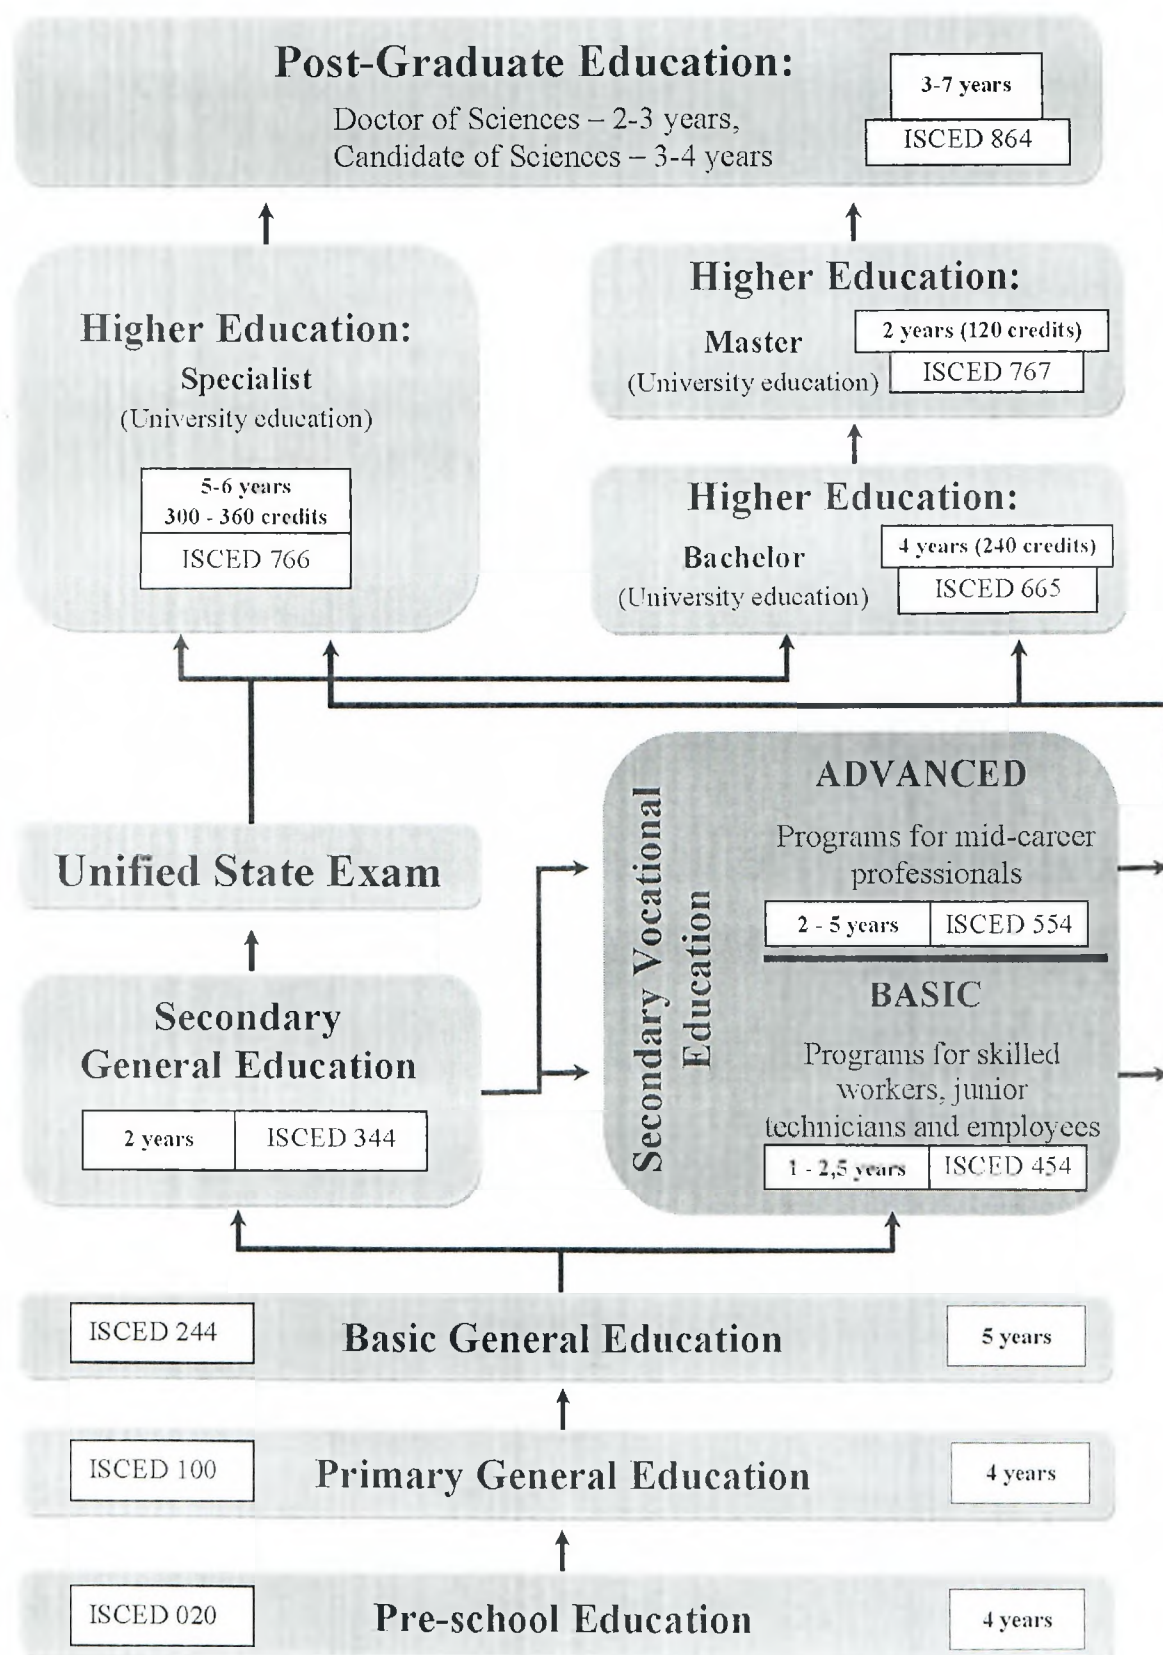 Post-Graduate Education:
Doctor of Sciences – 2-3 years,
Candidate of Sciences – 3-4 years
3-7 years
ISCED 864
Higher Education:
Specialist
(University education)
5-6 years
300 - 360 credits
ISCED 766
Higher Education:
Master
(University education)
2 years (120 credits)
ISCED 767
Higher Education:
Bachelor
(University education)
4 years (240 credits)
ISCED 665
Unified State Exam
Secondary
General Education
2 years
ISCED 344
Secondary Vocational
Education
ADVANCED
Programs for mid-career
professionals
2 - 5 years
ISCED 554
BASIC
Programs for skilled
workers, junior
technicians and employees
1 - 2,5 years
ISCED 454
ISCED 244
Basic General Education
5 years
ISCED 100
Primary General Education
4 years
ISCED 020
Pre-school Education
4 years